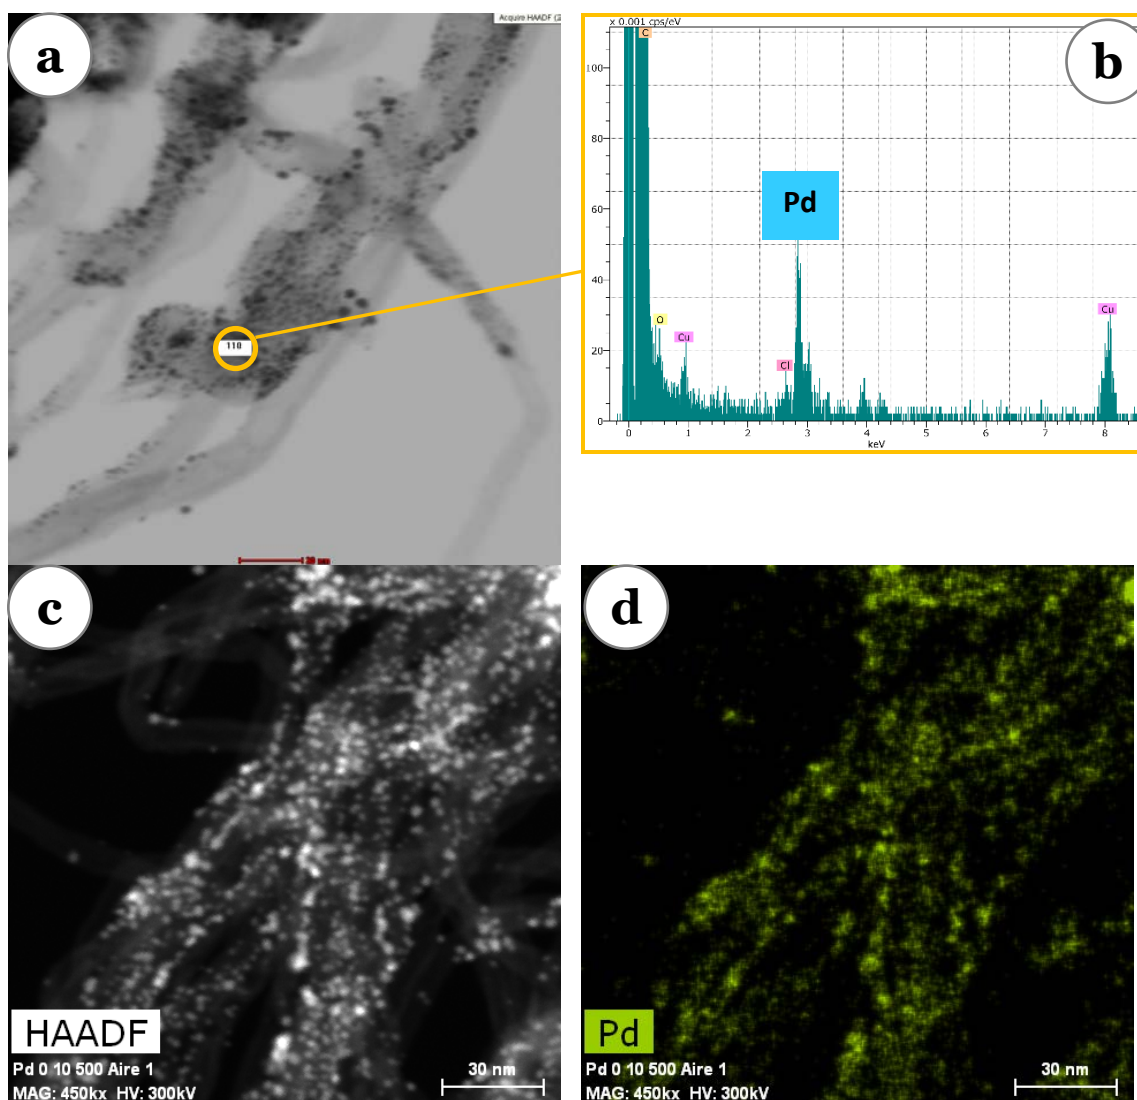 a
Acquire HAADF (2
110
b
x 0.001 cps/eV
C
100
80
60
40
20
0
Pd
O
Cu
Cl
Cu
0 1 2 3 4 5 6 7 8
keV
c
HAADF
Pd 0 10 500 Aire 1
MAG: 450kx HV: 300kV
30 nm
d
Pd
Pd 0 10 500 Aire 1
MAG: 450kx HV: 300kV
30 nm